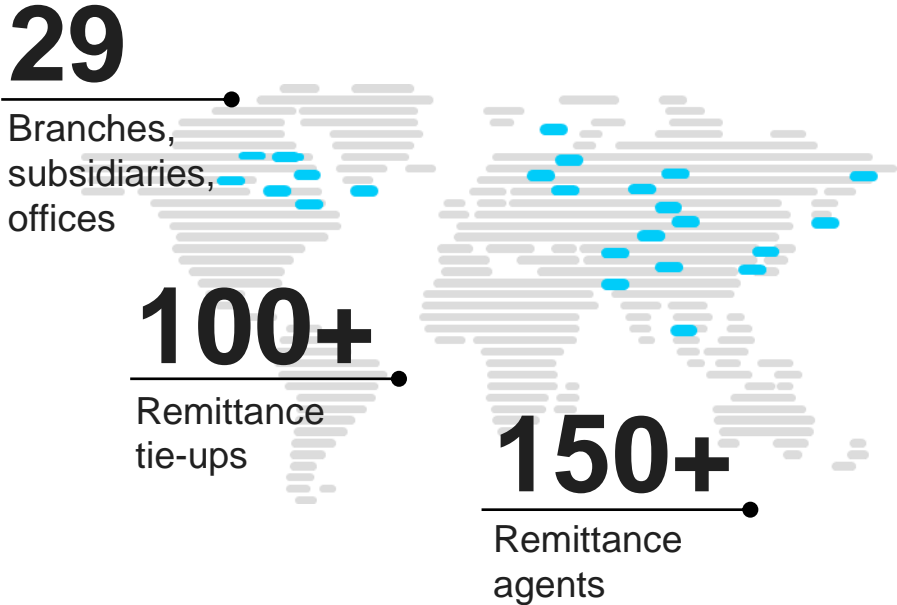 29
Branches,
subsidiaries,
offices
100+
Remittance
tie-ups
150+
Remittance
agents